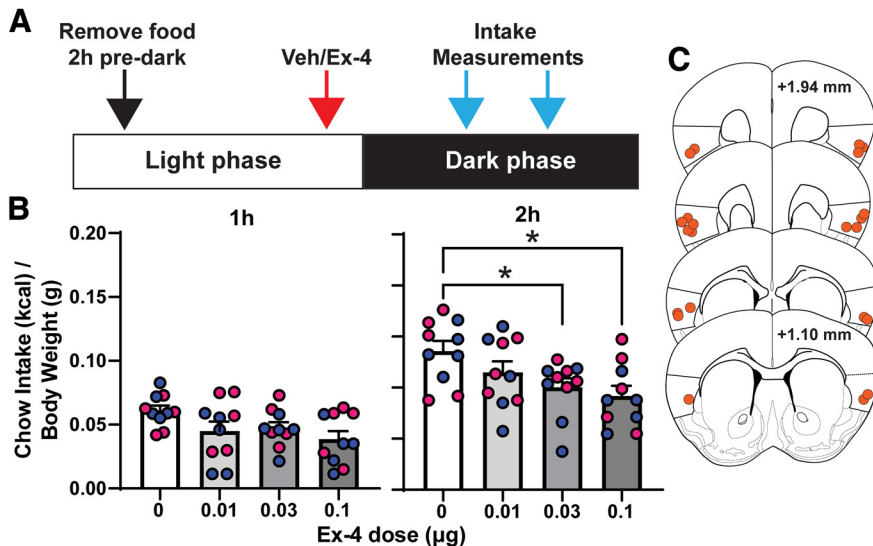 A
Remove food
2h pre-dark
Veh/Ex-4
Intake
Measurements
Light phase
Dark phase
B
1h
2h
Chow Intake (kcal) /
Body Weight (g)
0.20
0.15
0.10
0.05
0.00
*
*
0 0.01 0.03 0.1
0 0.01 0.03 0.1
Ex-4 dose (µg)
C
+1.94 mm
+1.10 mm